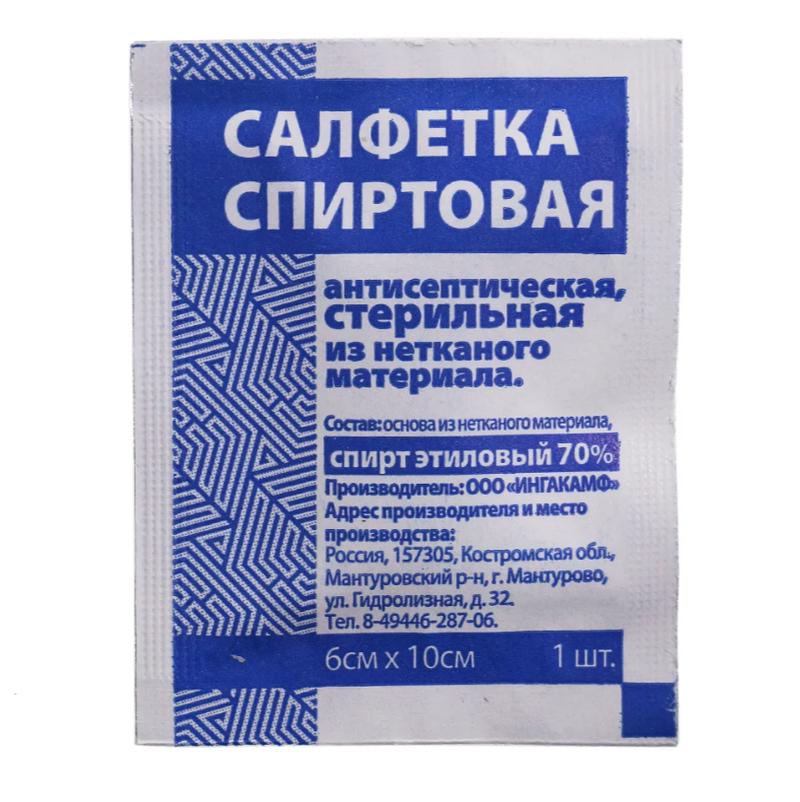 САЛФЕТКА
СПИРТОВАЯ
антисептическая,
стерильная
из нетканого
материала.
Состав: основа из нетканого материала,
спирт этиловый 70%
Производитель: ООО «ИНГАКАМФ»
Адрес производителя и место
производства:
Россия, 157305, Костромская обл.,
Мантуровский р-н, г. Мантурово,
ул. Гидролизная, д. 32.
Тел. 8-49446-287-06.
6см х 10см 1 шт.